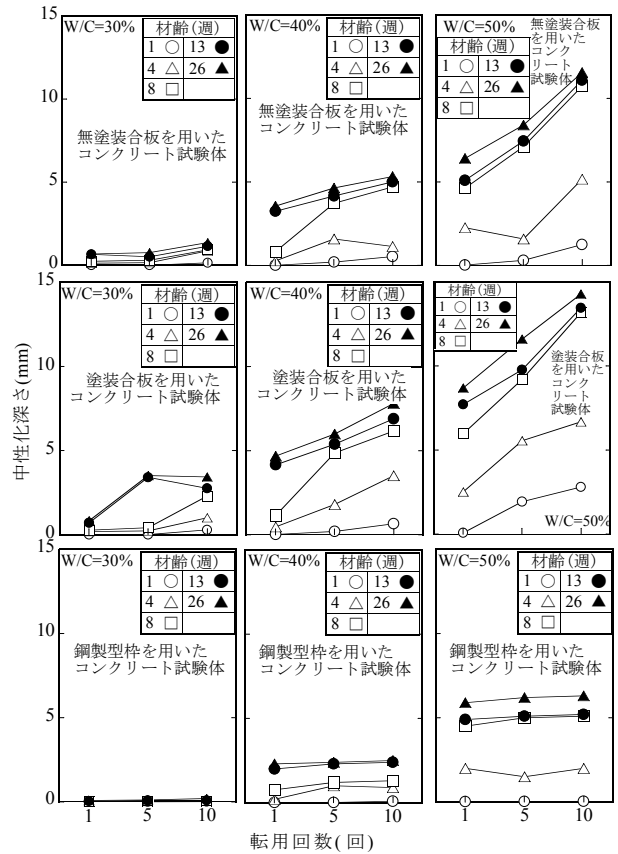 15
10
5
0
W/C=30%
材齢(週)
1 ○ 13 ●
4 △ 26 ▲
8 □
無塗装合板を用いた
コンクリート試験体
W/C=40%
材齢(週)
1 ○ 13 ●
4 △ 26 ▲
8 □
無塗装合板を用いた
コンクリート試験体
W/C=50%
材齢(週)
1 ○ 13 ●
4 △ 26 ▲
8 □
無塗装合板
を用いた
コンク
リート
試験体
中性化深さ(mm)
15
10
5
0
W/C=30%
材齢(週)
1 ○ 13 ●
4 △ 26 ▲
8 □
塗装合板を用いた
コンクリート試験体
W/C=40%
材齢(週)
1 ○ 13 ●
4 △ 26 ▲
8 □
塗装合板を用いた
コンクリート試験体
材齢(週)
1 ○ 13 ●
4 △ 26 ▲
8 □
塗装合板
を用いた
コンク
リート
試験体
W/C=50%
15
10
5
0
W/C=30%
材齢(週)
1 ○ 13 ●
4 △ 26 ▲
8 □
鋼製型枠を用いた
コンクリート試験体
W/C=40%
材齢(週)
1 ○ 13 ●
4 △ 26 ▲
8 □
鋼製型枠を用いた
コンクリート試験体
W/C=50%
材齢(週)
1 ○ 13 ●
4 △ 26 ▲
8 □
鋼製型枠を用いた
コンクリート試験体
1 5 10
1 5 10
1 5 10
転用回数(回)